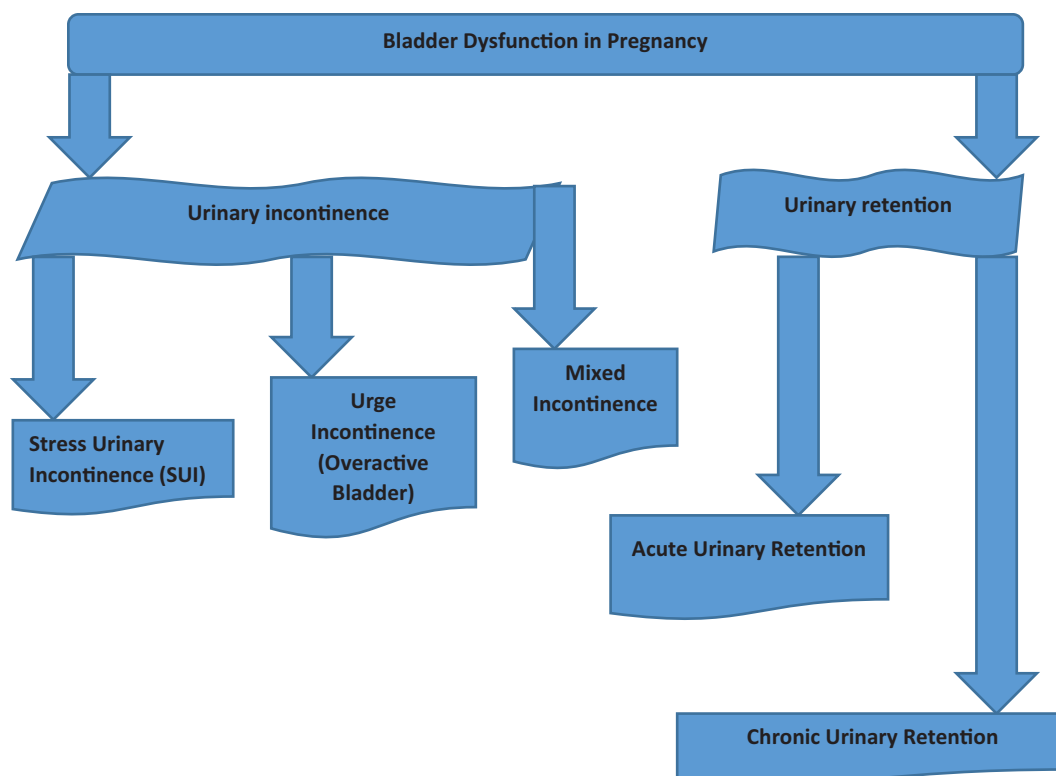 Bladder Dysfunction in Pregnancy
Urinary incontinence
Urinary retention
Stress Urinary
Incontinence (SUI)
Urge
Incontinence
(Overactive
Bladder)
Mixed
Incontinence
Acute Urinary Retention
Chronic Urinary Retention